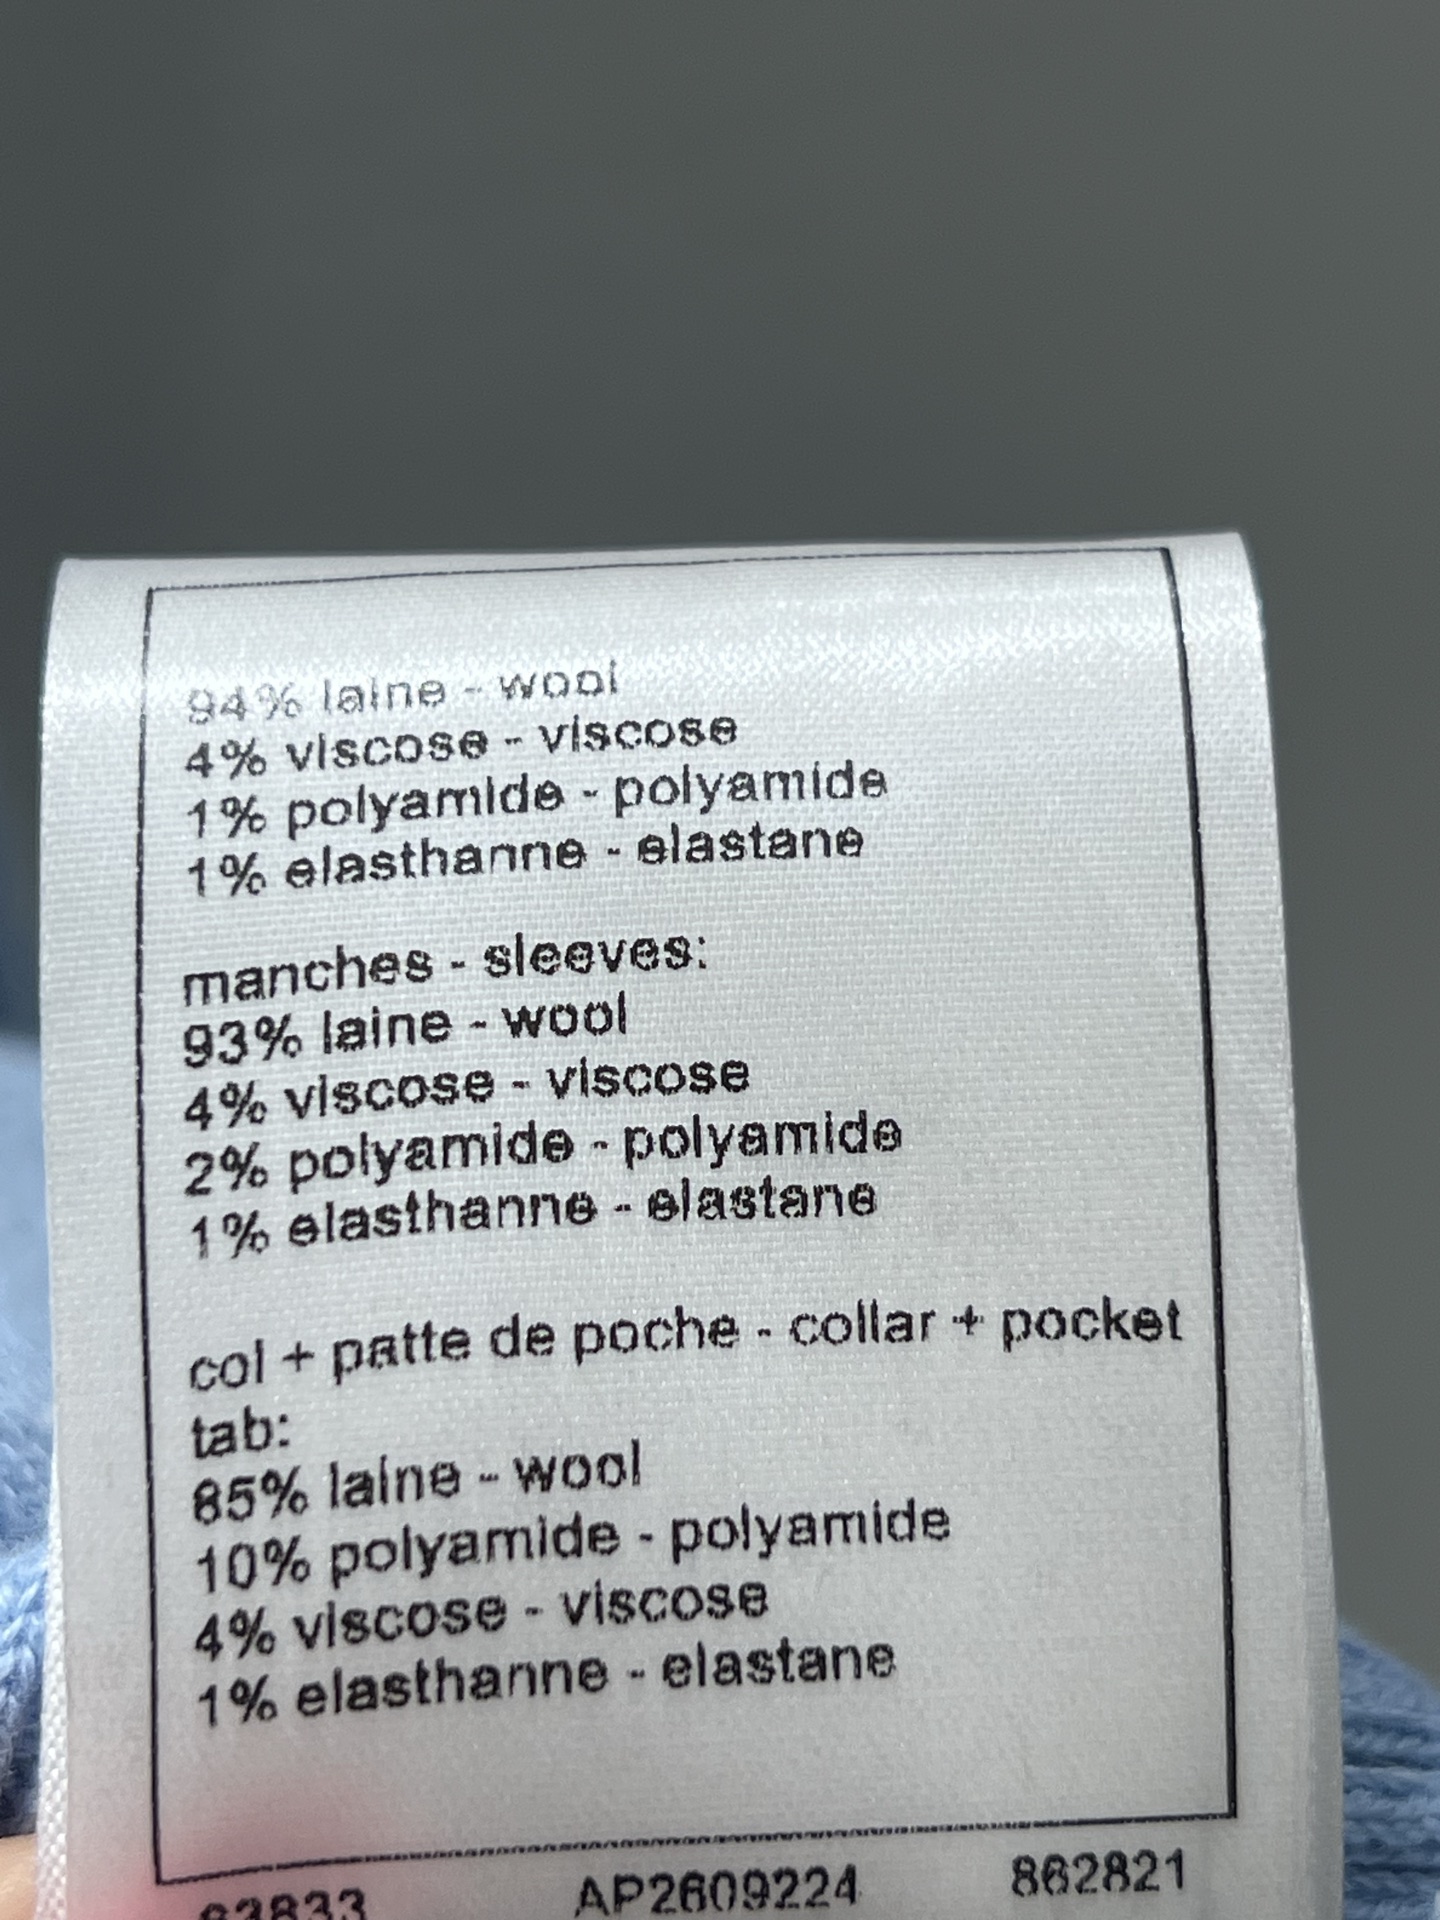 94% laine - wool
4% viscose - viscose
1% polyamide - polyamide
1% elasthanne - elastane
manches - sleeves:
93% laine - wool
4% viscose - viscose
2% polyamide - polyamide
1% elasthanne - elastane
col + patte de poche - collar + pocket
tab:
85% laine - wool
10% polyamide - polyamide
4% viscose - viscose
1% elasthanne - elastane
AP2609224 862821